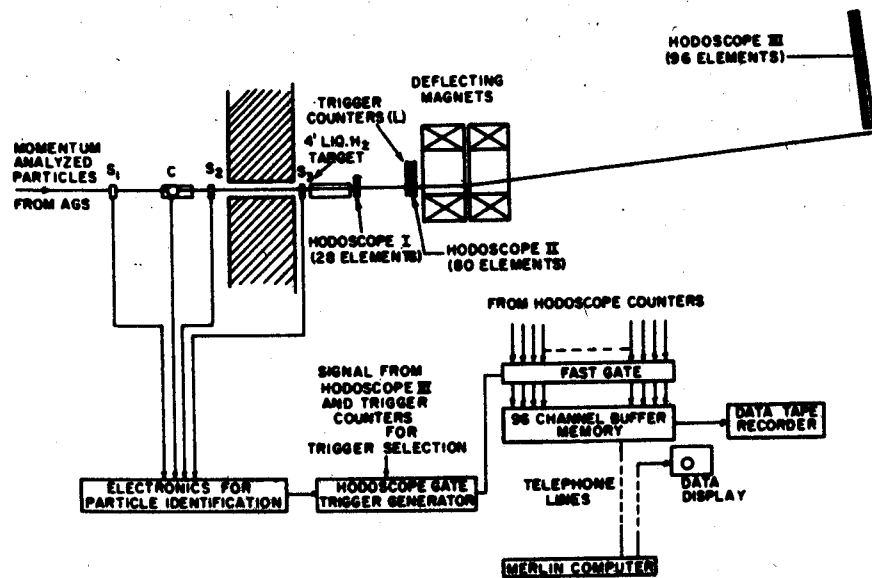 HODOSCOPE III
(96 ELEMENTS)
DEFLECTING
MAGNETS
TRIGGER
COUNTERS(L)
4' LIQ. H2
TARGET
MOMENTUM
ANALYZED
PARTICLES
FROM AGS
S1
C
S2
S3
HODOSCOPE I
(28 ELEMENTS)
HODOSCOPE II
(80 ELEMENTS)
FROM HODOSCOPE COUNTERS
SIGNAL FROM
HODOSCOPE III
AND TRIGGER
COUNTERS
FOR
TRIGGER SELECTION
FAST GATE
96 CHANNEL BUFFER
MEMORY
DATA TAPE
RECORDER
ELECTRONICS FOR
PARTICLE IDENTIFICATION
HODOSCOPE GATE
TRIGGER GENERATOR
TELEPHONE
LINES
DATA
DISPLAY
MERLIN COMPUTER